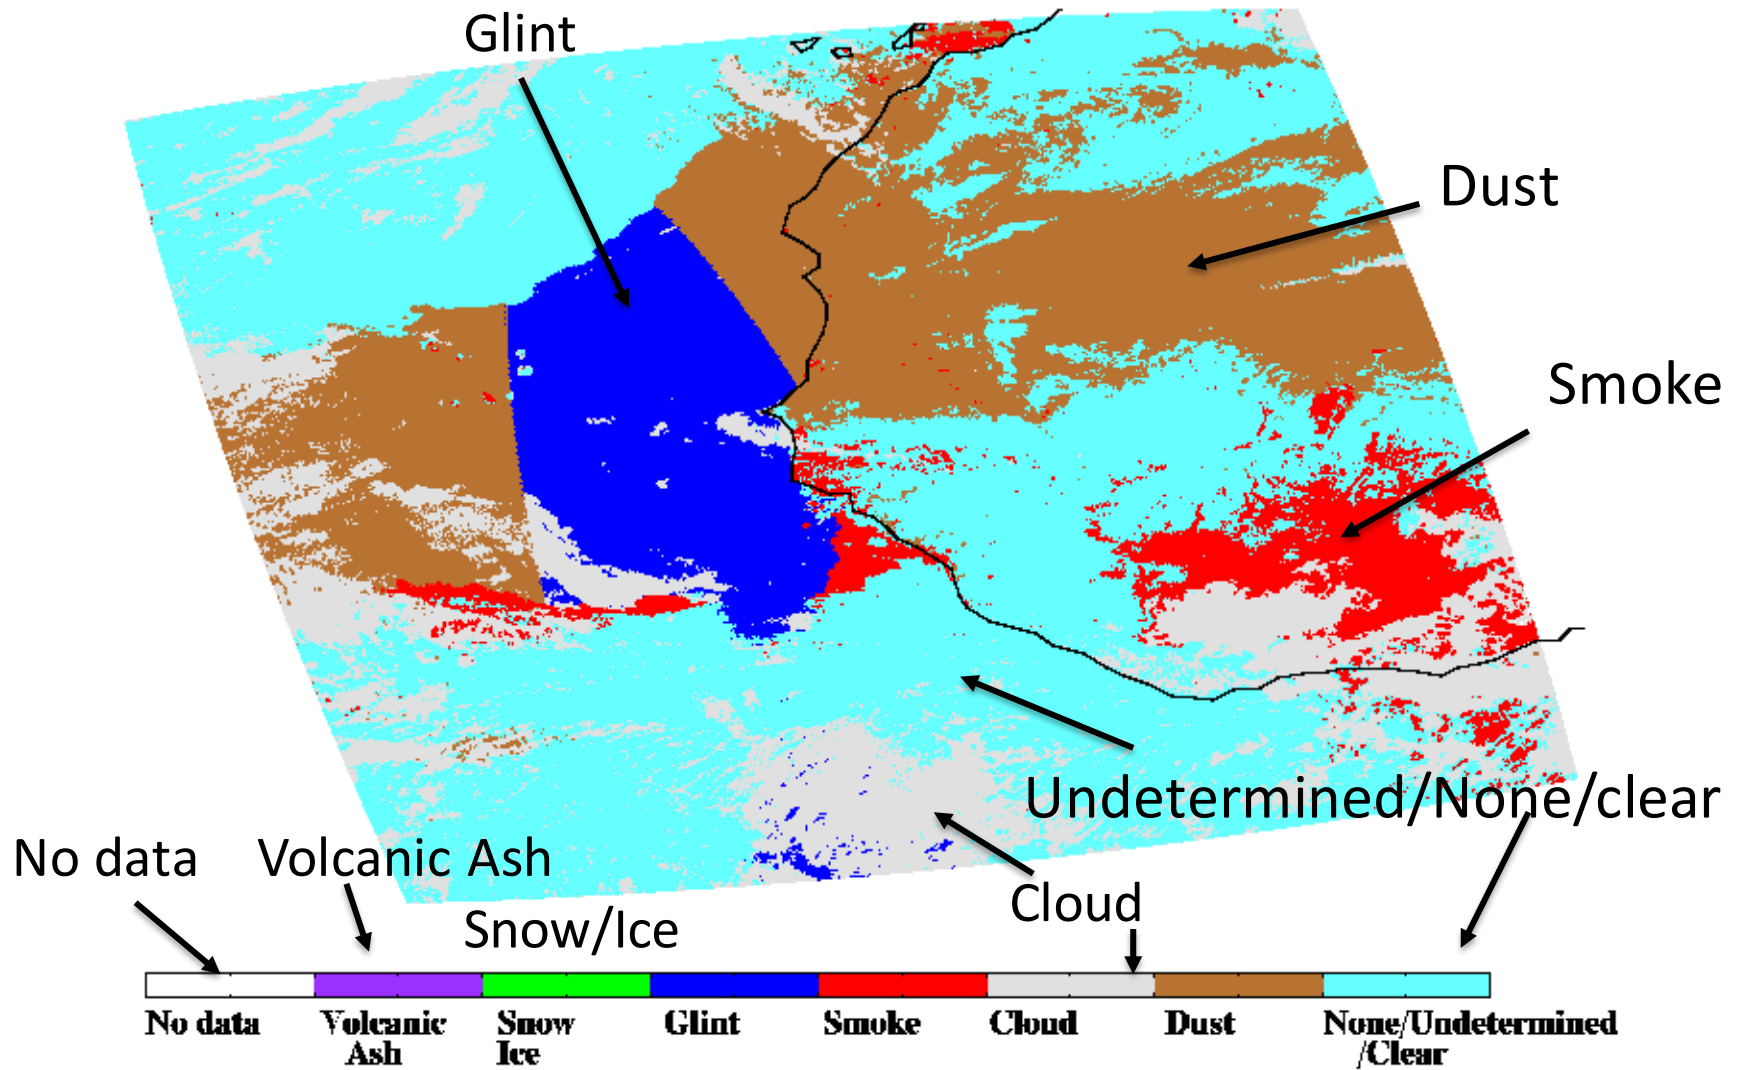 Glint
Dust
Smoke
Undetermined/None/clear
No data
Volcanic Ash
Cloud
Snow/Ice
No data
Volcanic
Ash
Snow
Ice
Glint
Smoke
Cloud
Dust
None/Undetermined
/Clear